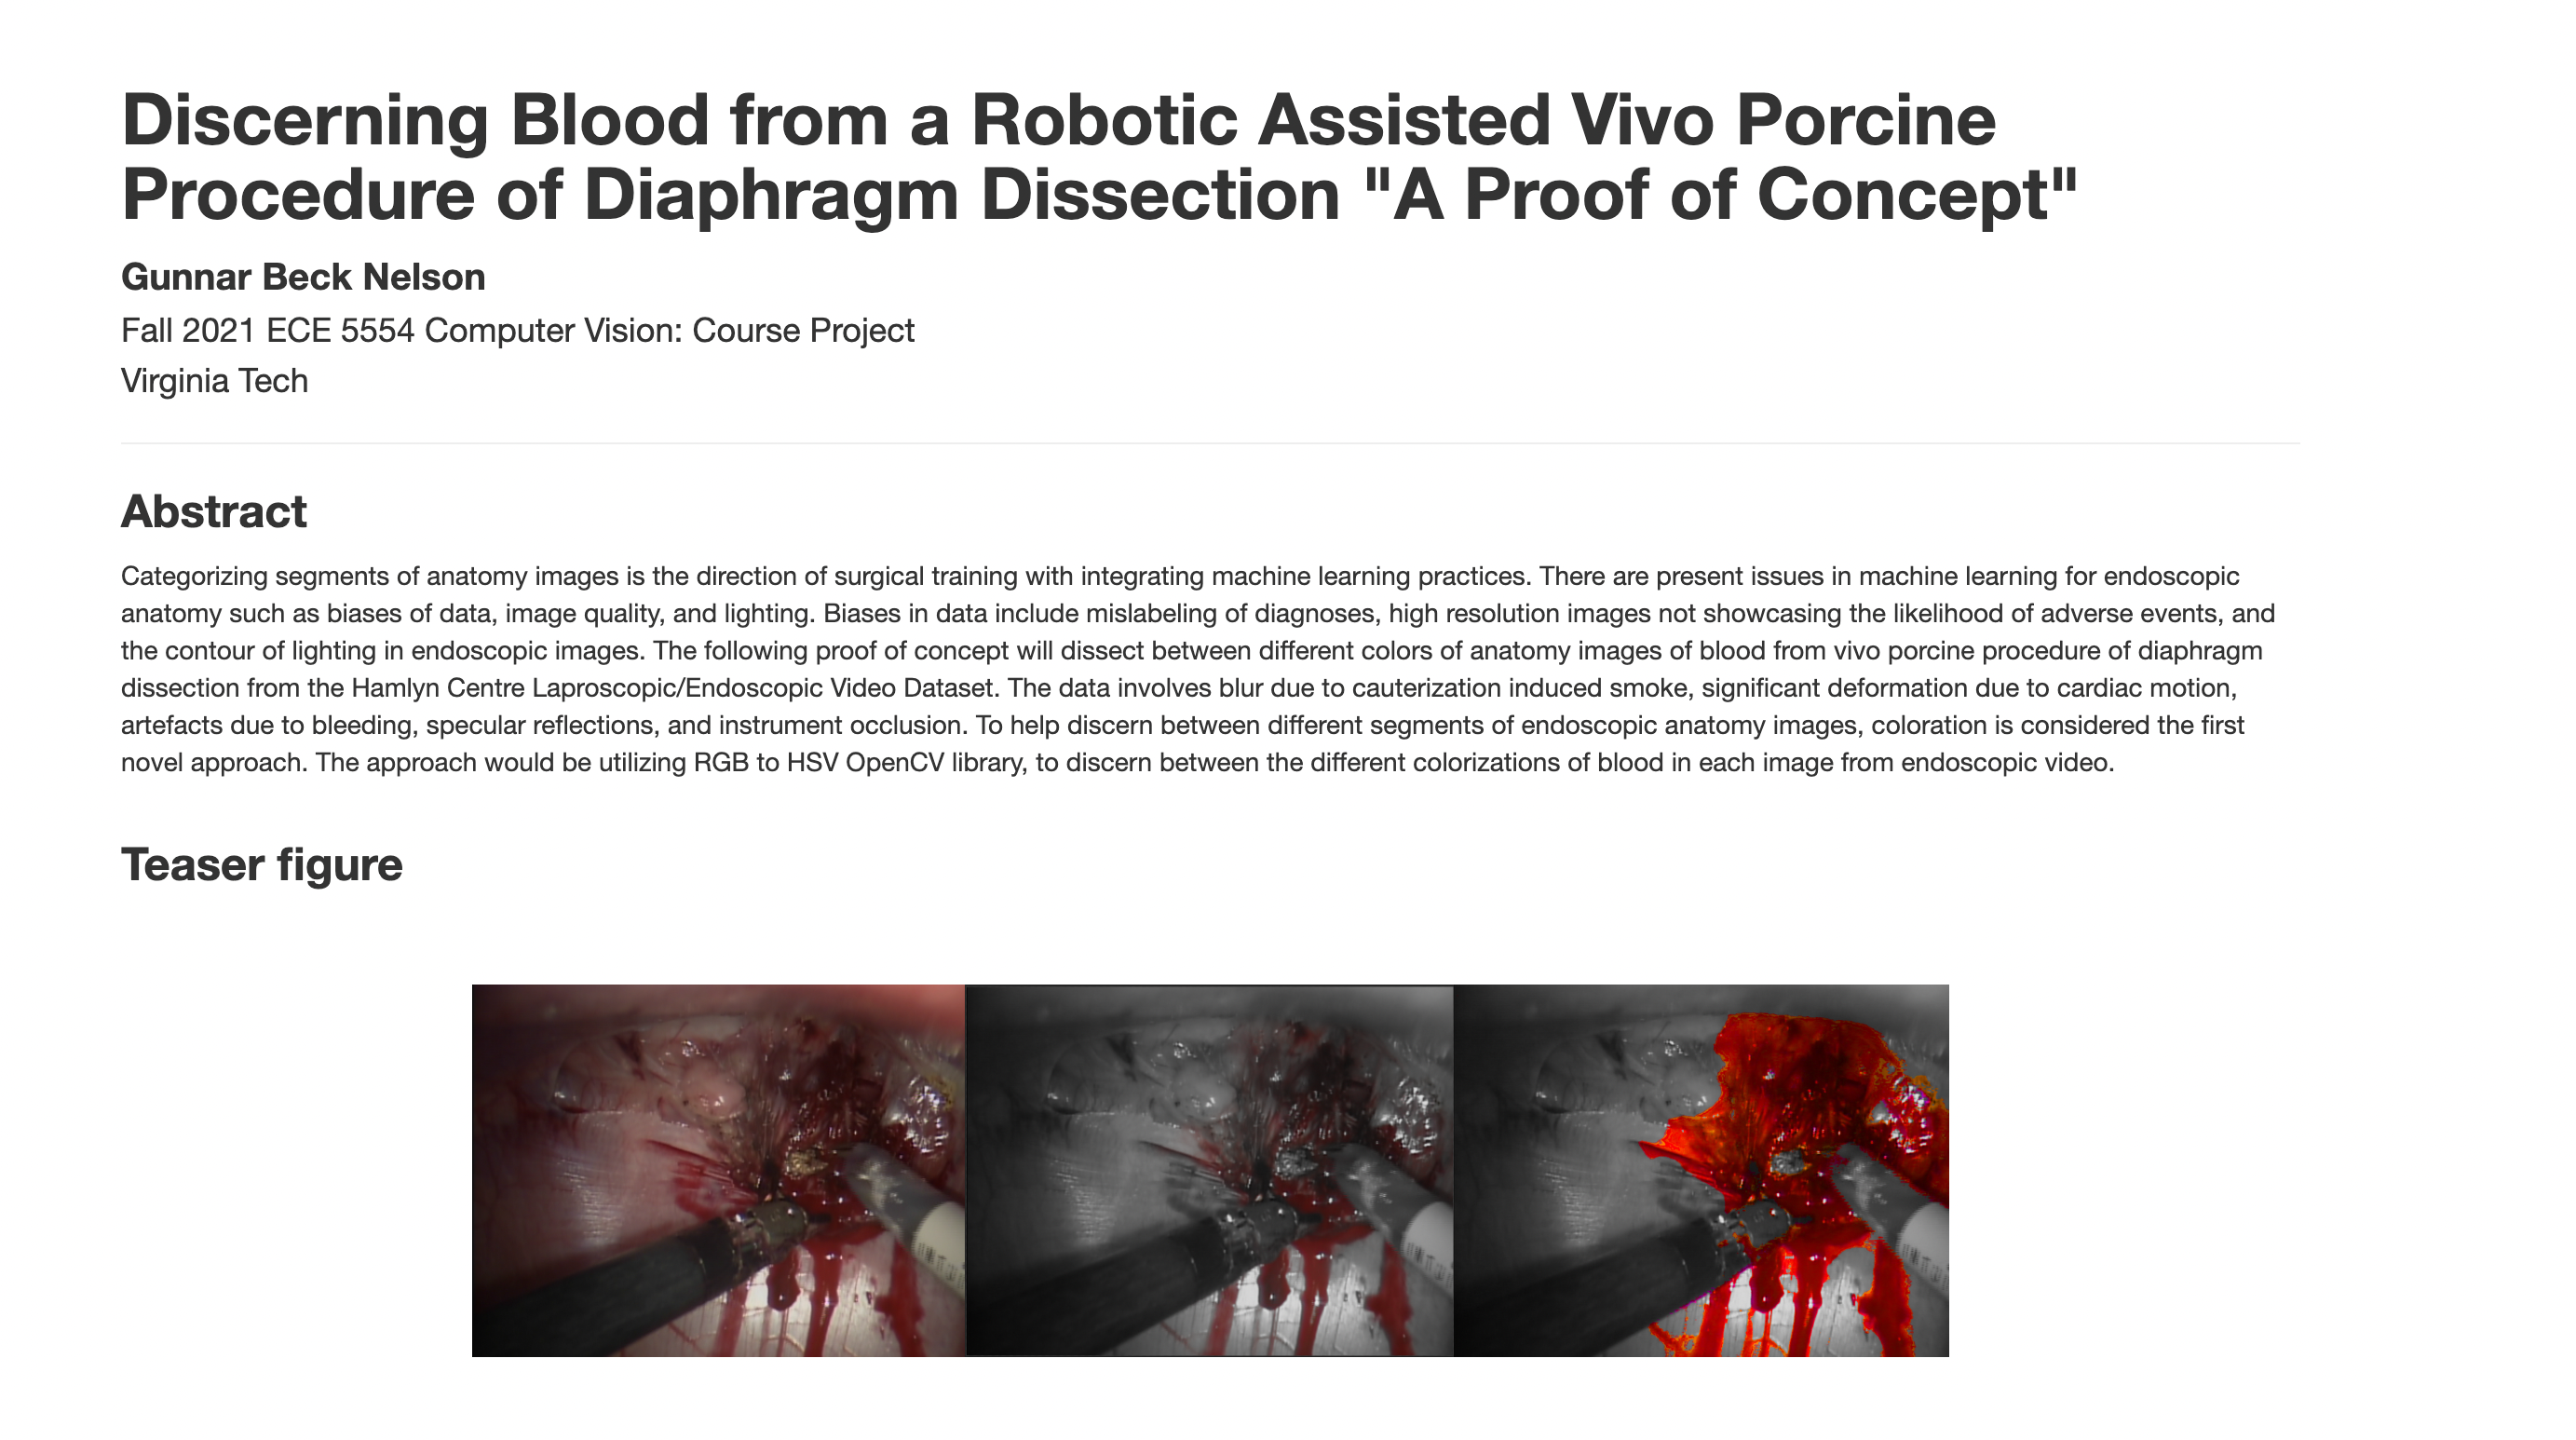 Discerning Blood from a Robotic Assisted Vivo Porcine
Procedure of Diaphragm Dissection "A Proof of Concept"
Gunnar Beck Nelson
Fall 2021 ECE 5554 Computer Vision: Course Project
Virginia Tech
Abstract
Categorizing segments of anatomy images is the direction of surgical training with integrating machine learning practices. There are present issues in machine learning for endoscopic
anatomy such as biases of data, image quality, and lighting. Biases in data include mislabeling of diagnoses, high resolution images not showcasing the likelihood of adverse events, and
the contour of lighting in endoscopic images. The following proof of concept will dissect between different colors of anatomy images of blood from vivo porcine procedure of diaphragm
dissection from the Hamlyn Centre Laproscopic/Endoscopic Video Dataset. The data involves blur due to cauterization induced smoke, significant deformation due to cardiac motion,
artefacts due to bleeding, specular reflections, and instrument occlusion. To help discern between different segments of endoscopic anatomy images, coloration is considered the first
novel approach. The approach would be utilizing RGB to HSV OpenCV library, to discern between the different colorizations of blood in each image from endoscopic video.
Teaser figure